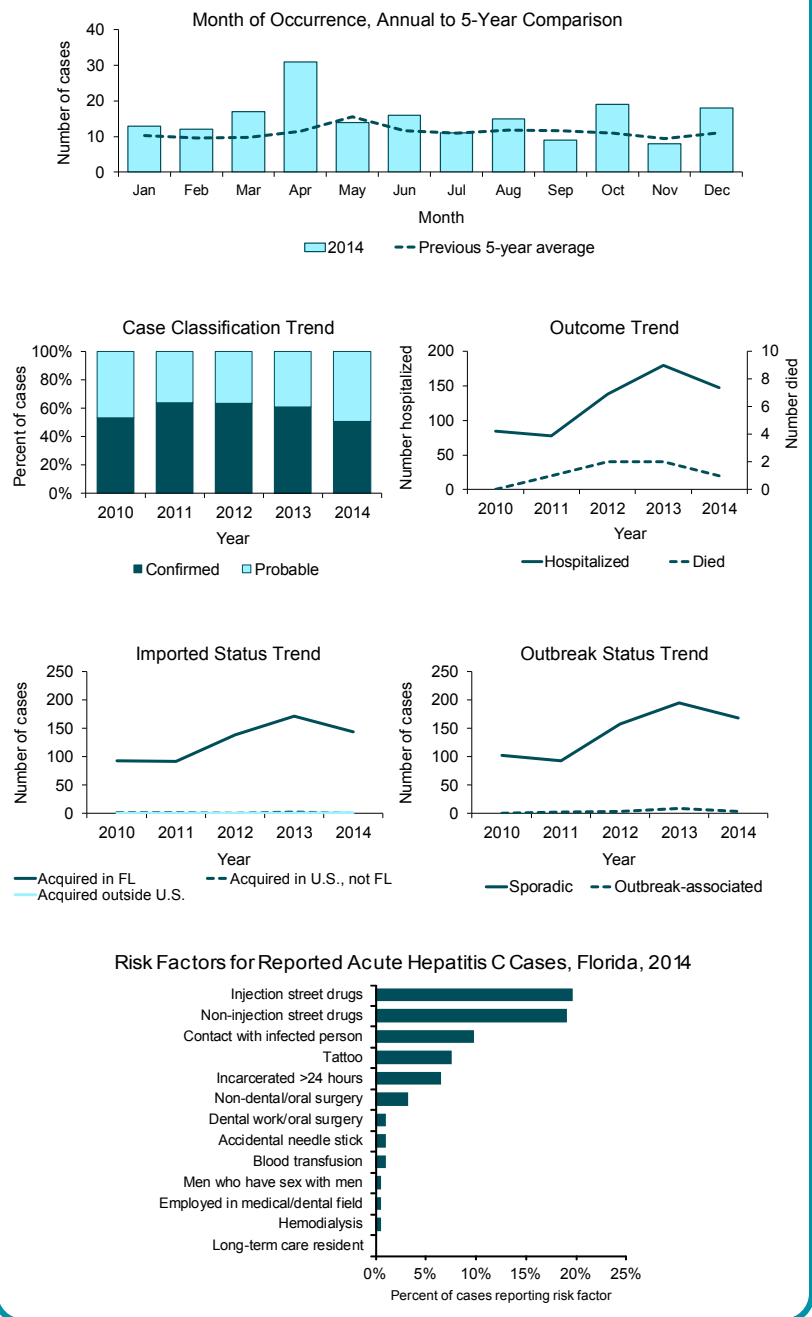 Month of Occurrence, Annual to 5-Year Comparison
Number of cases
40
30
20
10
0
Jan Feb Mar Apr May Jun Jul Aug Sep Oct Nov Dec
Month
2014 Previous 5-year average
Case Classification Trend
Percent of cases
100%
80%
60%
40%
20%
0%
2010 2011 2012 2013 2014
Year
Confirmed Probable
Outcome Trend
Number hospitalized
200
150
100
50
0
10
8
6
4
2
0
Number died
2010 2011 2012 2013 2014
Year
Hospitalized Died
Imported Status Trend
Number of cases
250
200
150
100
50
0
2010 2011 2012 2013 2014
Year
Acquired in FL Acquired in U.S., not FL
Acquired outside U.S.
Outbreak Status Trend
Number of cases
250
200
150
100
50
0
2010 2011 2012 2013 2014
Year
Sporadic Outbreak-associated
Risk Factors for Reported Acute Hepatitis C Cases, Florida, 2014
Injection street drugs
Non-injection street drugs
Contact with infected person
Tattoo
Incarcerated >24 hours
Non-dental/oral surgery
Dental work/oral surgery
Accidental needle stick
Blood transfusion
Men who have sex with men
Employed in medical/dental field
Hemodialysis
Long-term care resident
0% 5% 10% 15% 20% 25%
Percent of cases reporting risk factor